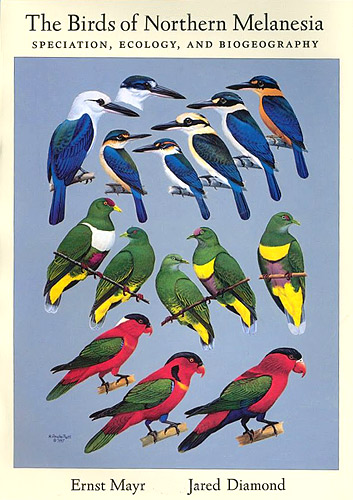 The Birds of Northern Melanesia
SPECIATION, ECOLOGY, AND BIOGEOGRAPHY
Ernst Mayr Jared Diamond